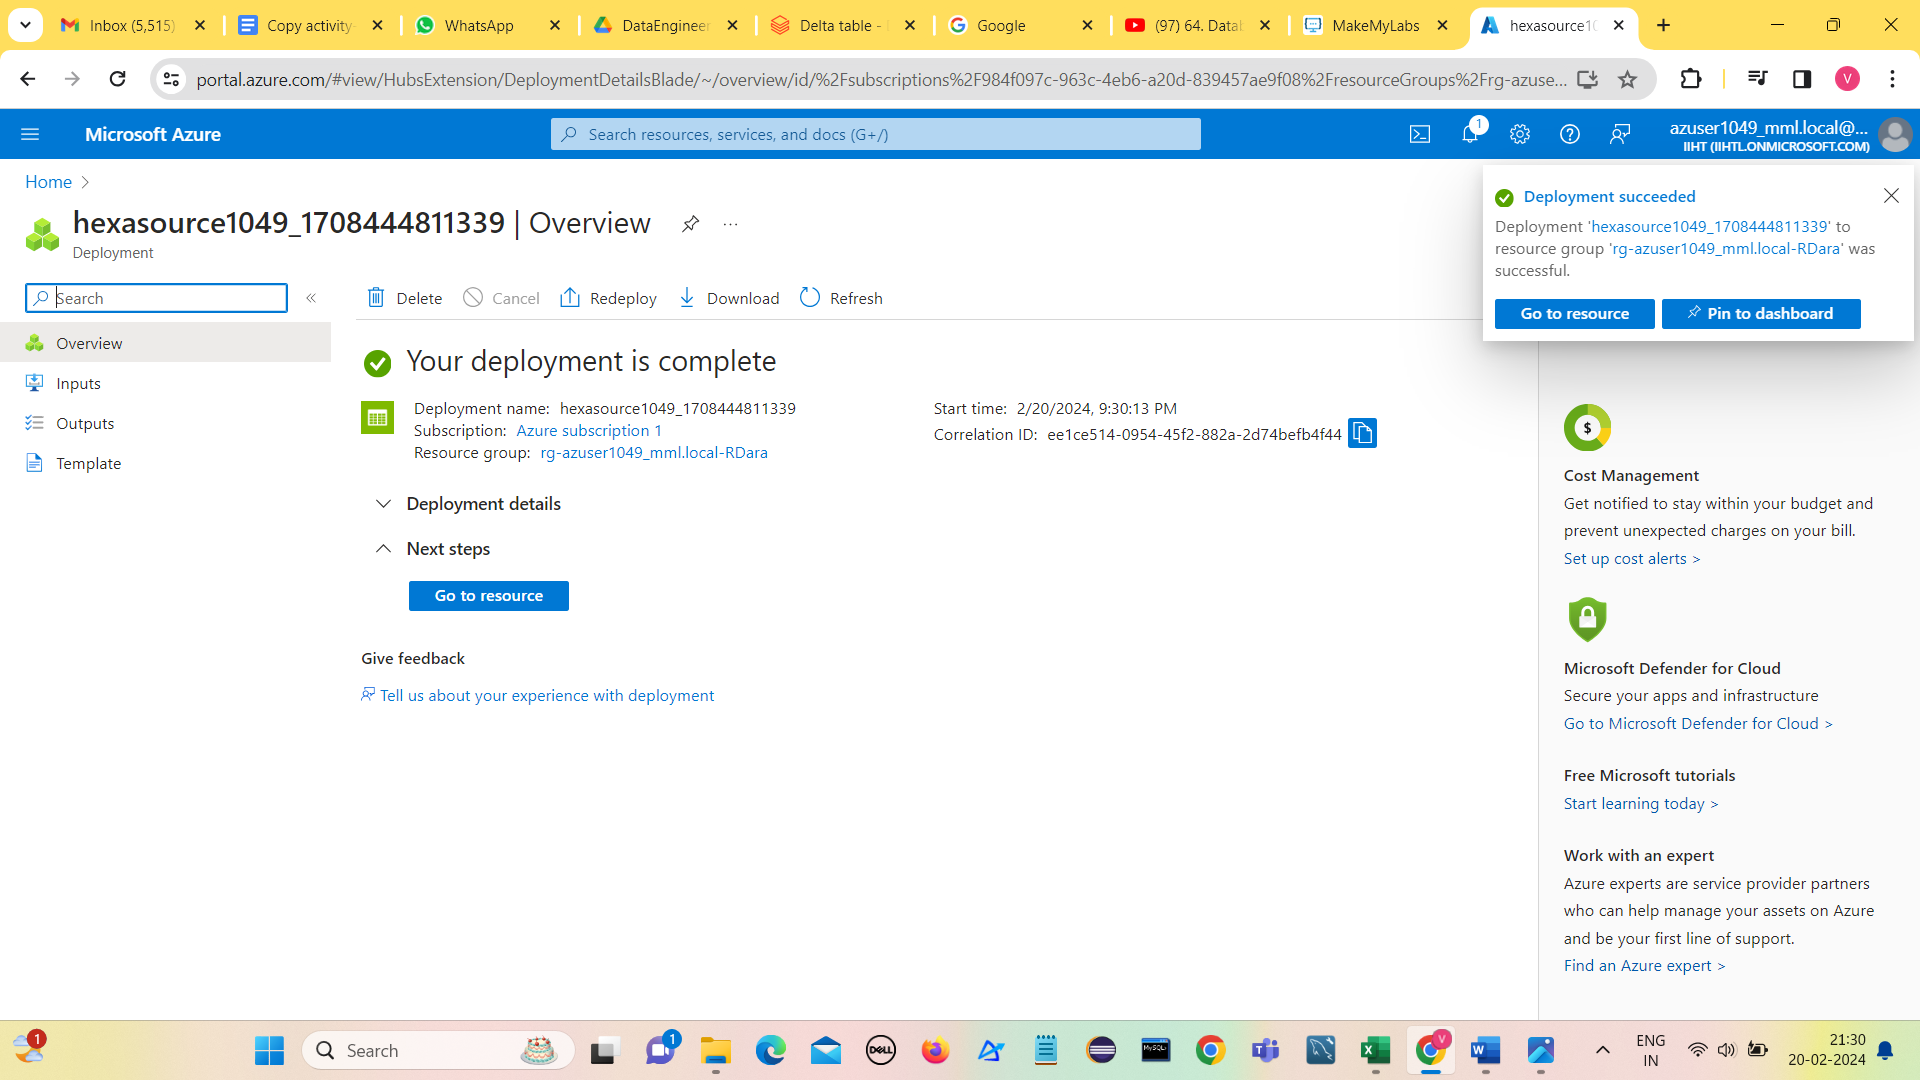 Inbox (5,515)
Copy activity
WhatsApp
DataEngineer
Delta table -
Google
(97) 64. Data
MakeMyLabs
hexasource10
portal.azure.com/#view/HubsExtension/DeploymentDetailsBlade/~/overview/id/%2Fsubscriptions%2F984f097c-963c-4eb6-a20d-839457ae9f08%2FresourceGroups%2Frg-azuse...
V
Microsoft Azure
Search resources, services, and docs (G+/)
1
azuser1049_mml.local@...
IIHT (IIHTL.ONMICROSOFT.COM)
Home
hexasource1049_1708444811339 | Overview
...
Deployment
Deployment succeeded
Deployment 'hexasource1049_1708444811339' to
resource group 'rg-azuser1049_mml.local-RDara' was
successful.
Go to resource
Pin to dashboard
Search
«
Delete
Cancel
Redeploy
Download
Refresh
Overview
Inputs
Outputs
Template
Your deployment is complete
Deployment name: hexasource1049_1708444811339
Subscription: Azure subscription 1
Resource group: rg-azuser1049_mml.local-RDara
Start time: 2/20/2024, 9:30:13 PM
Correlation ID: ee1ce514-0954-45f2-882a-2d74befb4f44
Deployment details
Next steps
Go to resource
Give feedback
Tell us about your experience with deployment
$
Cost Management
Get notified to stay within your budget and
prevent unexpected charges on your bill.
Set up cost alerts >
Microsoft Defender for Cloud
Secure your apps and infrastructure
Go to Microsoft Defender for Cloud >
Free Microsoft tutorials
Start learning today >
Work with an expert
Azure experts are service provider partners
who can help manage your assets on Azure
and be your first line of support.
Find an Azure expert >
1
Search
1
DELL
MySQL
V
ENG
IN
21:30
20-02-2024